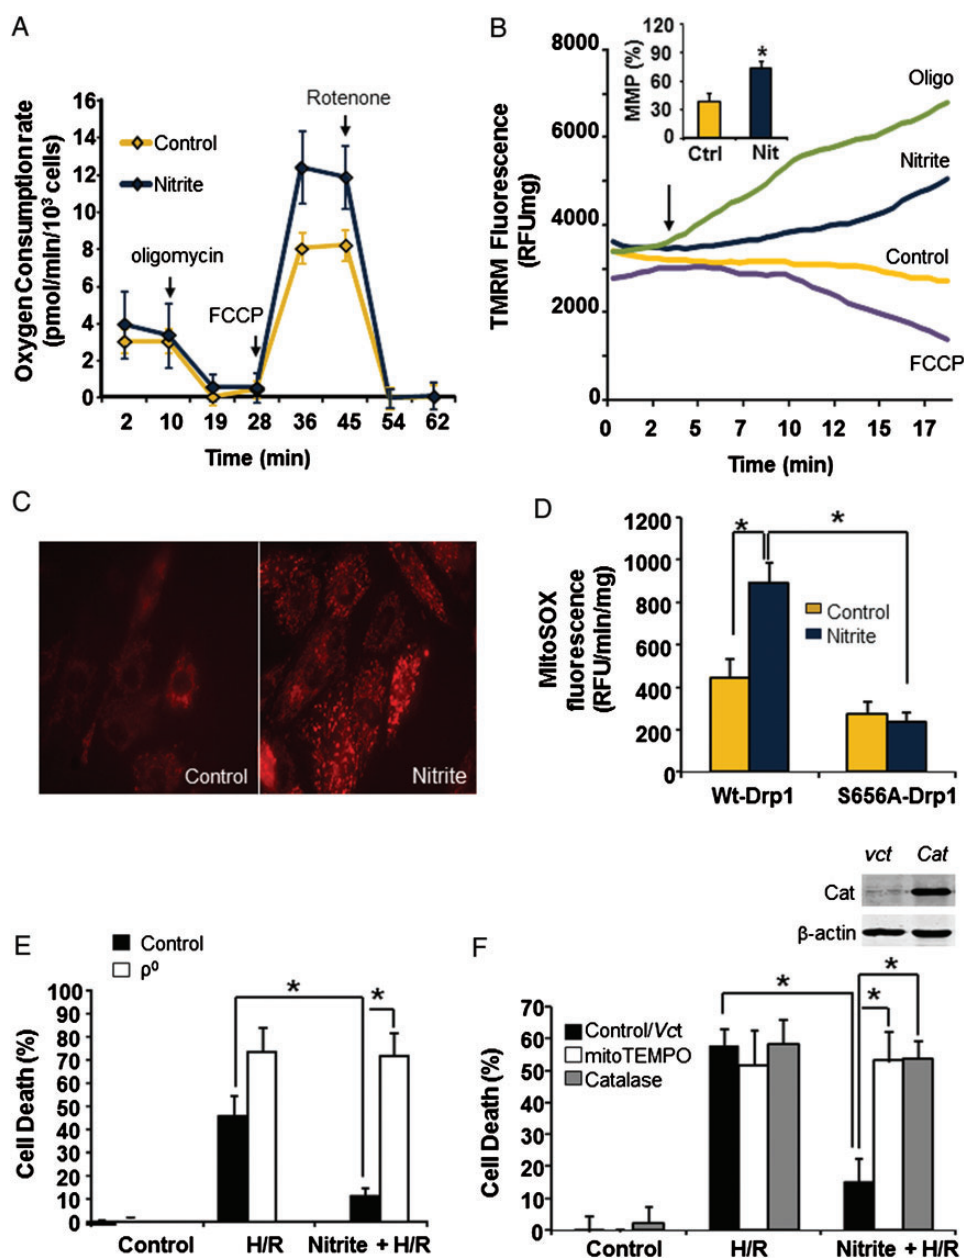 A
Oxygen Consumption rate
(pmol/min/10³ cells)
16
14
12
10
8
6
4
2
0
Control
Nitrite
oligomycin
FCCP
Rotenone
2 10 19 28 36 45 54 62
Time (min)
B
TMRM Fluorescence
(RFUmg)
8000
6000
4000
2000
0
MMP (%)
120
90
60
30
0
*
Ctrl Nit
Oligo
Nitrite
Control
FCCP
0 2 5 7 10 12 15 17
Time (min)
C
Control
Nitrite
D
MitoSOX
fluorescence
(RFU/min/mg)
1200
1000
800
600
400
200
0
* *
Control
Nitrite
Wt-Drp1 S656A-Drp1
E
Control
ρ⁰
Cell Death (%)
100
90
80
70
60
50
40
30
20
10
0
* *
Control H/R Nitrite + H/R
F
vct Cat
Cat
β-actin
Cell Death (%)
70
60
50
40
30
20
10
0
* * *
Control/Vct
mitoTEMPO
Catalase
Control H/R Nitrite + H/R